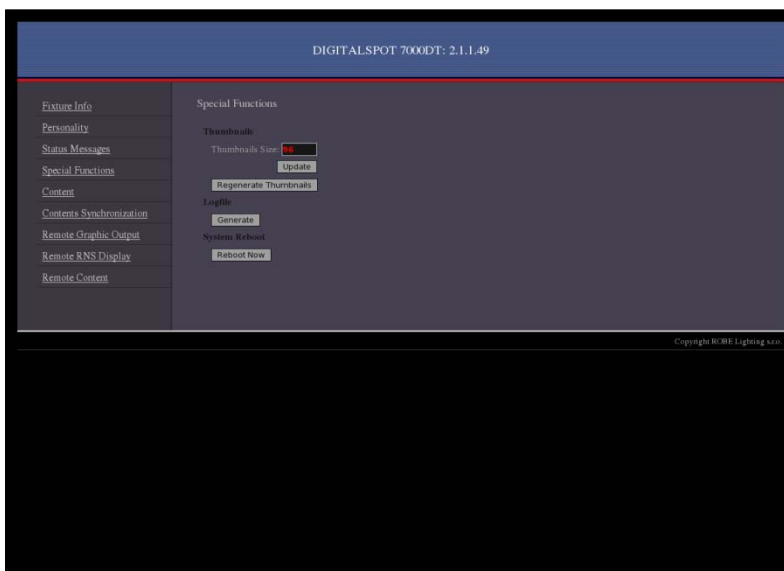 DIGITALSPOT 7000DT: 2.1.1.49
Fixture Info
Personality
Status Messages
Special Functions
Content
Contents Synchronization
Remote Graphic Output
Remote RNS Display
Remote Content
Special Functions
Thumbnails
Thumbnails Size: 96
Update
Regenerate Thumbnails
Logfile
Generate
System Reboot
Reboot Now
Copyright ROBE Lighting s.r.o.